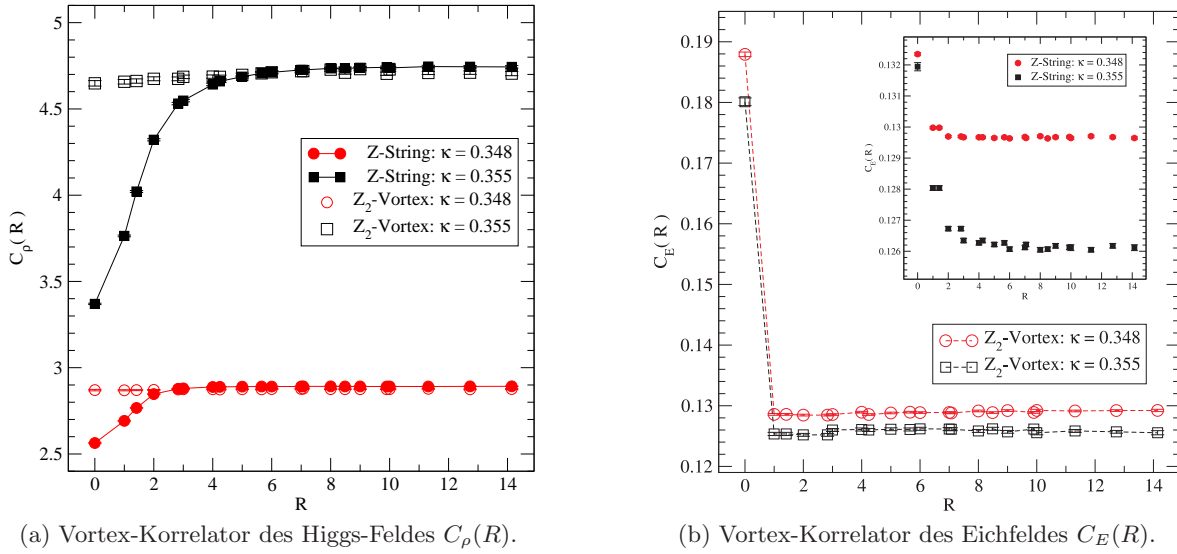 5
4.5
4
3.5
3
2.5
C_ρ(R)
0 2 4 6 8 10 12 14
R
Z-String: κ = 0.348
Z-String: κ = 0.355
Z₂-Vortex: κ = 0.348
Z₂-Vortex: κ = 0.355
(a) Vortex-Korrelator des Higgs-Feldes C_ρ(R).
0.19
0.18
0.17
0.16
0.15
0.14
0.13
0.12
C_E(R)
0 2 4 6 8 10 12 14
R
Z₂-Vortex: κ = 0.348
Z₂-Vortex: κ = 0.355
0.132
0.131
0.13
0.129
0.128
0.127
0.126
C_E(R)
0 2 4 6 8 10 12 14
R
Z-String: κ = 0.348
Z-String: κ = 0.355
(b) Vortex-Korrelator des Eichfeldes C_E(R).